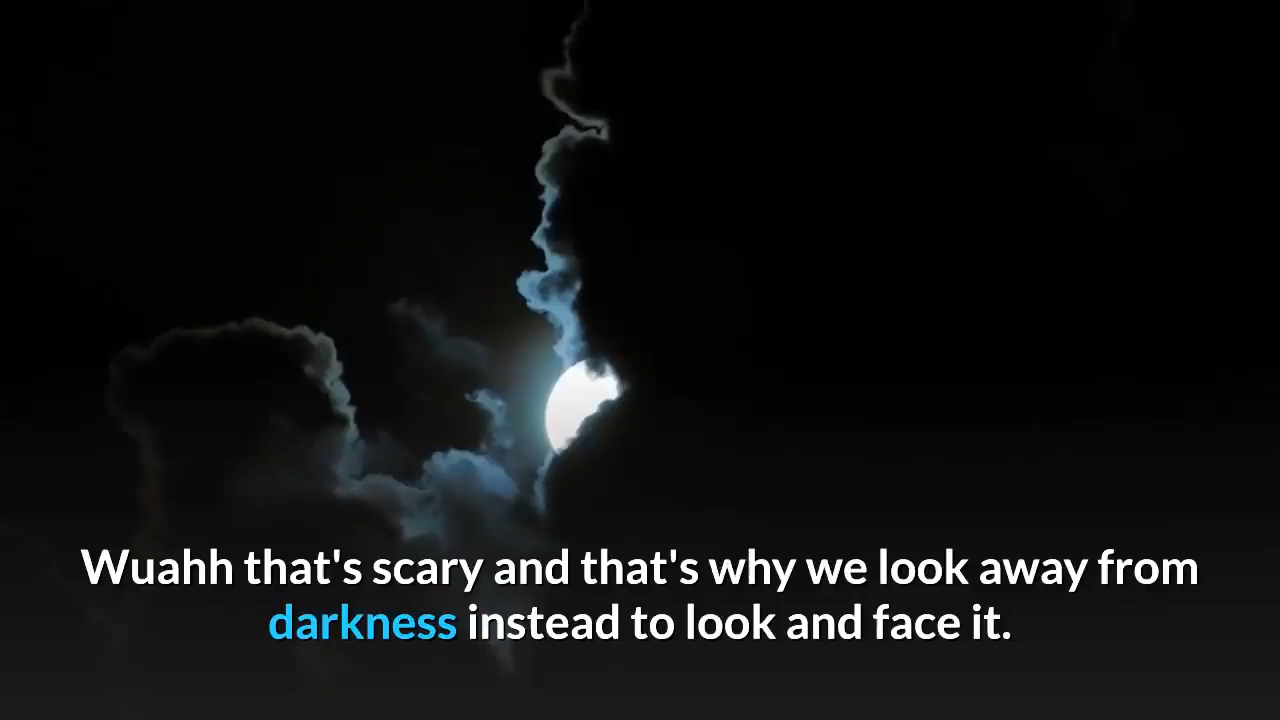 Wuahh that's scary and that's why we look away from
darkness instead to look and face it.